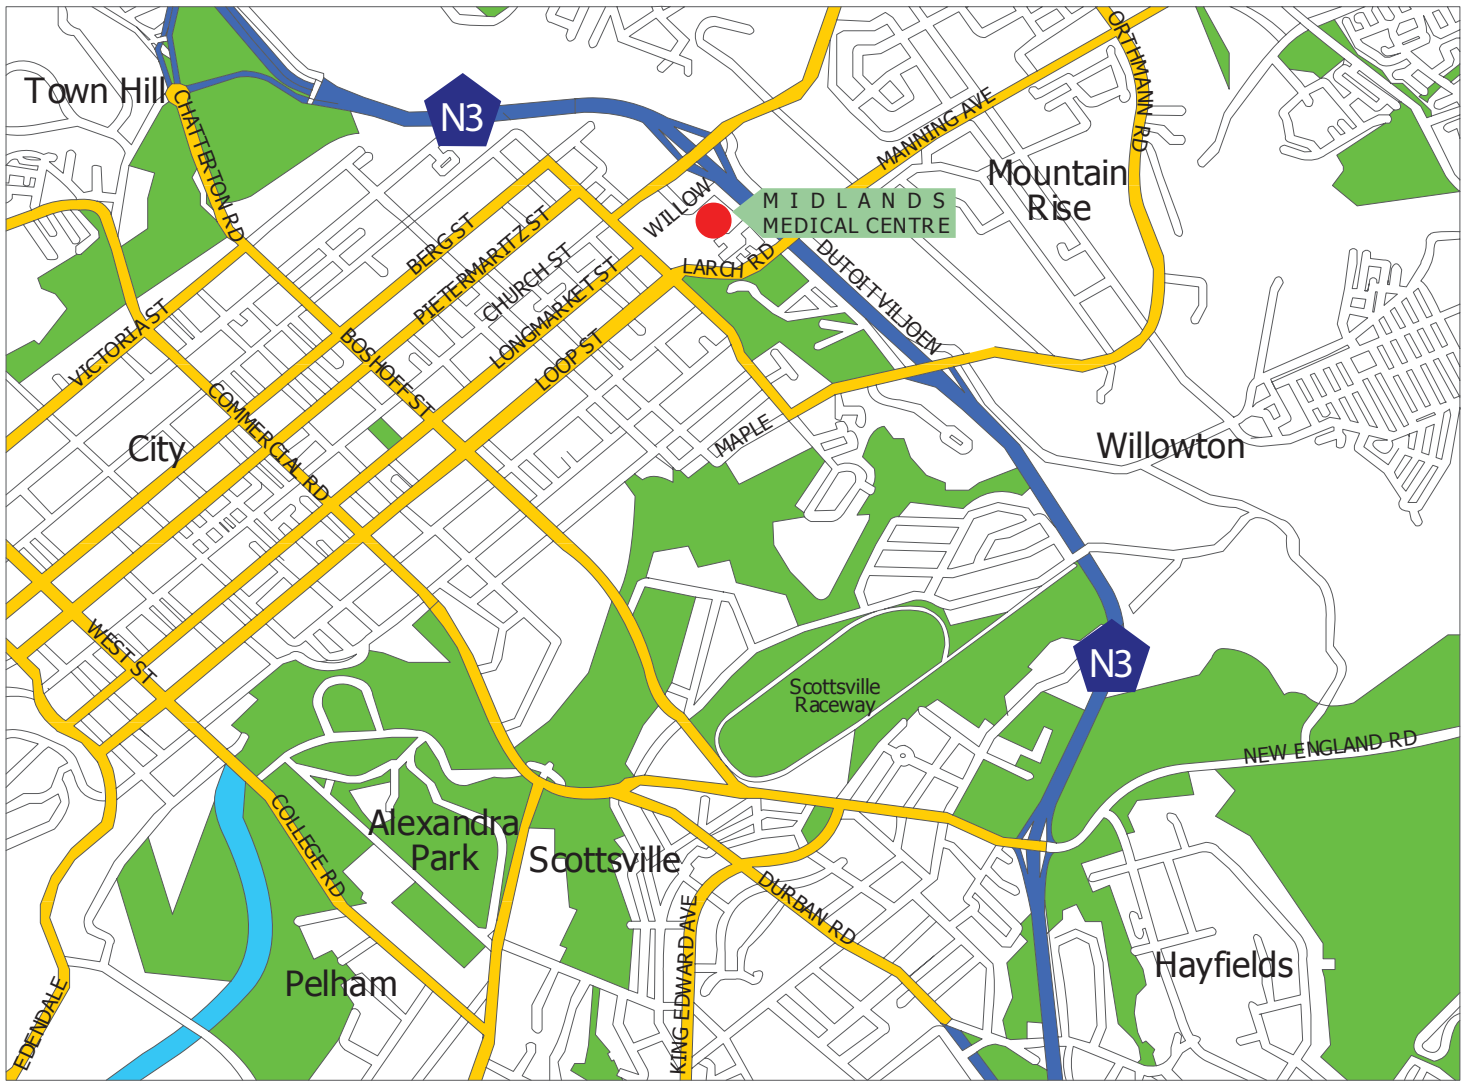 ORTHMANN RD
Town Hill
N3
CHATTERTON RD
MANNING AVE
Mountain
Rise
WILLOW
MIDLANDS
MEDICAL CENTRE
BERG ST
PIETERMARITZ ST
CHURCH ST
LONGMARKET ST
LOOP ST
LARCH RD
DUTOITVILJOEN
VICTORIA ST
BOSHOFF ST
COMMERCIAL RD
City
MAPLE
Willowton
WEST ST
N3
Scottsville
Raceway
NEW ENGLAND RD
COLLEGE RD
Alexandra
Park
Scottsville
DURBAN RD
KING EDWARD AVE
Hayfields
Pelham
EDENDALE